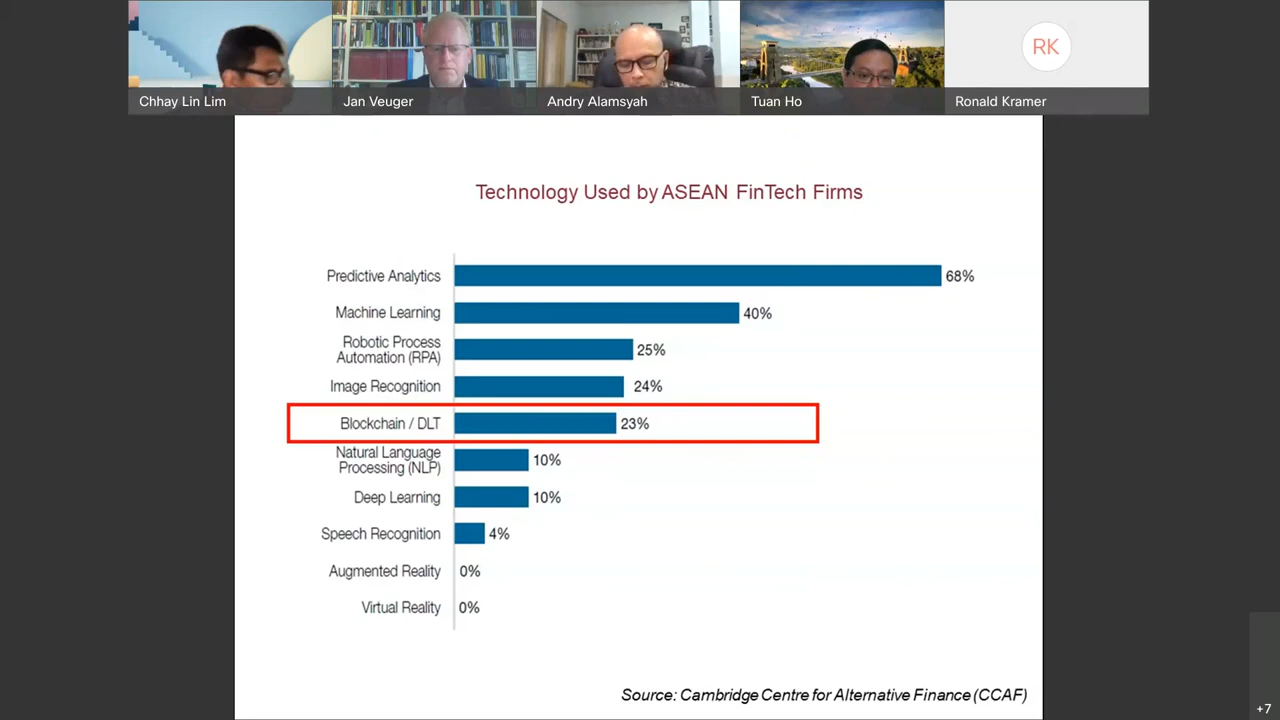 Chhay Lin Lim
Jan Veuger
Andry Alamsyah
Tuan Ho
RK
Ronald Kramer
Technology Used by ASEAN FinTech Firms
Predictive Analytics 68%
Machine Learning 40%
Robotic Process
Automation (RPA) 25%
Image Recognition 24%
Blockchain / DLT 23%
Natural Language
Processing (NLP) 10%
Deep Learning 10%
Speech Recognition 4%
Augmented Reality 0%
Virtual Reality 0%
Source: Cambridge Centre for Alternative Finance (CCAF)
+7